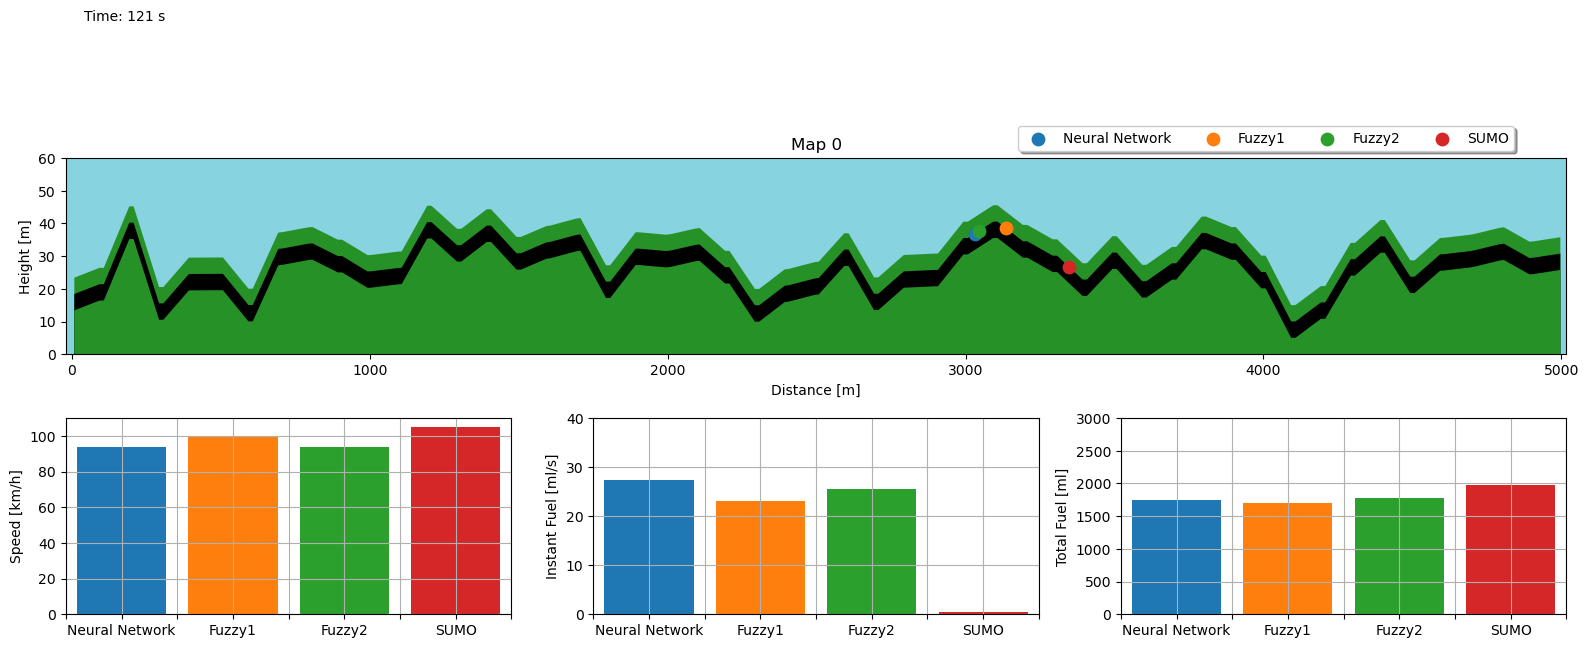 Time: 121 s
Neural Network Fuzzy1 Fuzzy2 SUMO
Map 0
Height [m]
60
50
40
30
20
10
0
0 1000 2000 3000 4000 5000
Distance [m]
Speed [km/h]
100
80
60
40
20
0
Neural Network Fuzzy1 Fuzzy2 SUMO
Instant Fuel [ml/s]
40
30
20
10
0
Neural Network Fuzzy1 Fuzzy2 SUMO
Total Fuel [ml]
3000
2500
2000
1500
1000
500
0
Neural Network Fuzzy1 Fuzzy2 SUMO